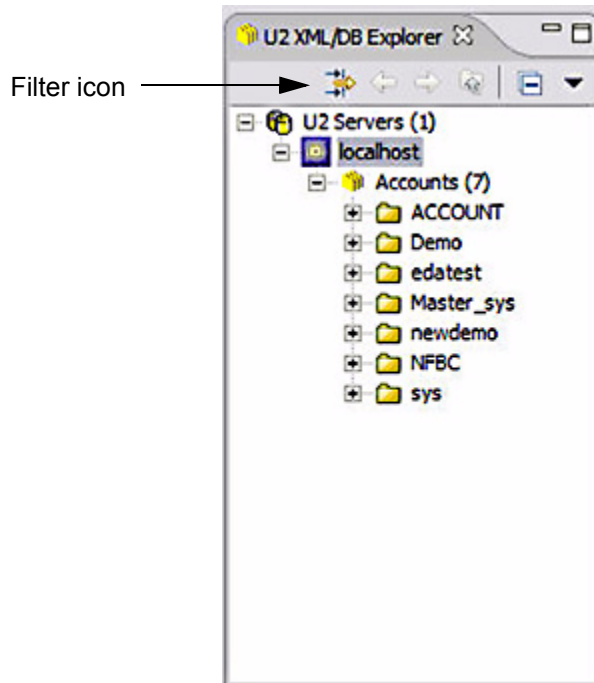 U2 XML/DB Explorer
Filter icon
U2 Servers (1)
localhost
Accounts (7)
ACCOUNT
Demo
edatest
Master_sys
newdemo
NFBC
sys